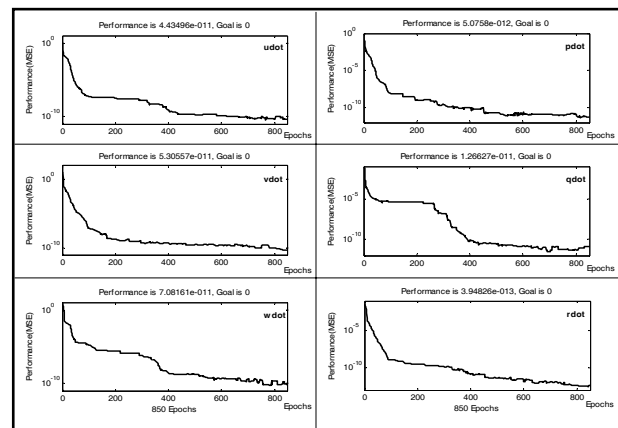 Performance is 4.43496e-011, Goal is 0
Performance(MSE)
10^0
10^-10
udot
0 200 400 600 800
Epochs
Performance is 5.0758e-012, Goal is 0
Performance(MSE)
10^0
10^-5
10^-10
pdot
0 200 400 600 800
Epochs
Performance is 5.30557e-011, Goal is 0
Performance(MSE)
10^0
10^-10
vdot
0 200 400 600 800
Epochs
Performance is 1.26627e-011, Goal is 0
Performance(MSE)
10^-5
10^-10
qdot
0 200 400 600 800
Epochs
Performance is 7.08161e-011, Goal is 0
Performance(MSE)
10^0
10^-10
wdot
0 200 400 600 800
850 Epochs
Epochs
Performance is 3.94826e-013, Goal is 0
Performance(MSE)
10^-5
10^-10
rdot
0 200 400 600 800
850 Epochs
Epochs